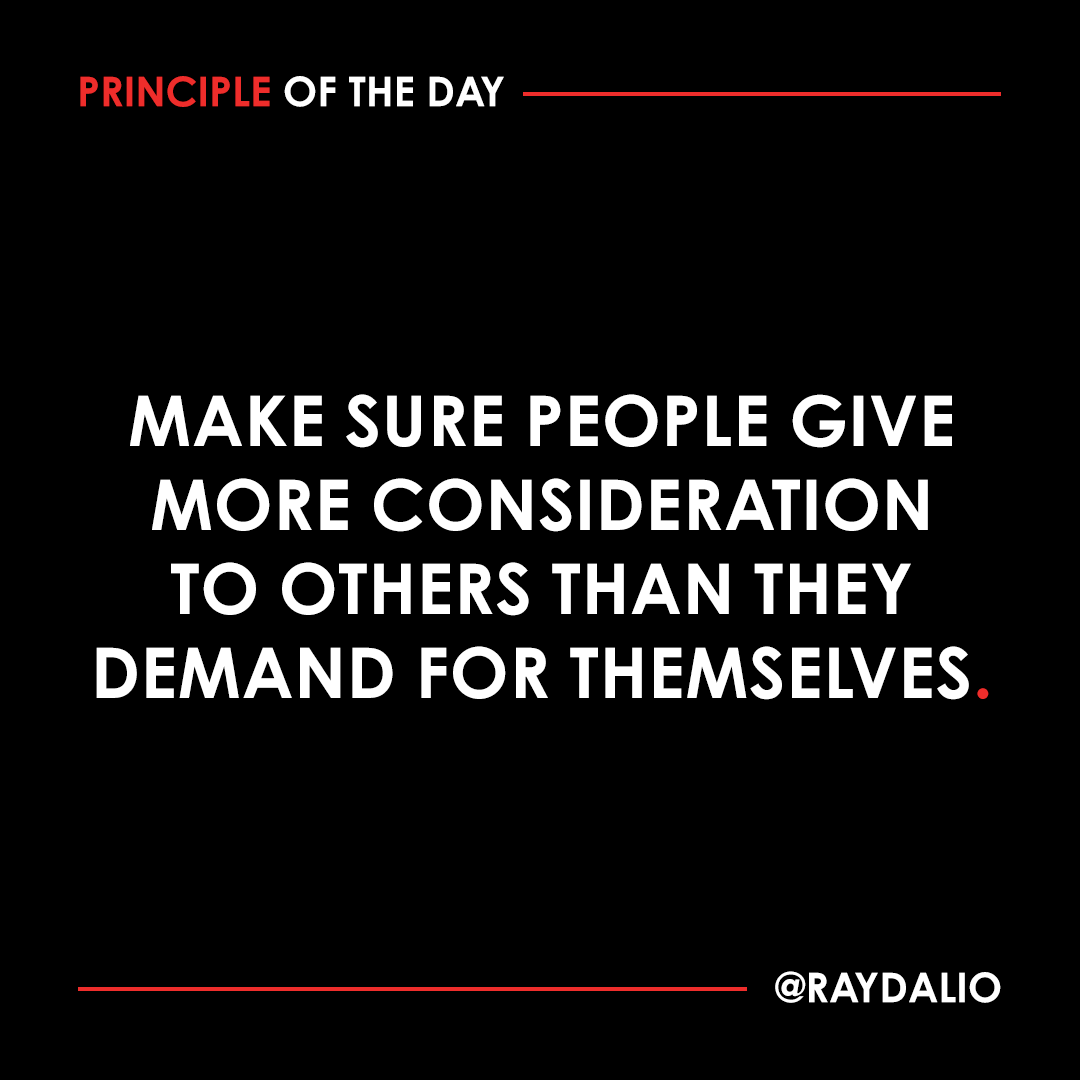 PRINCIPLE OF THE DAY
MAKE SURE PEOPLE GIVE
MORE CONSIDERATION
TO OTHERS THAN THEY
DEMAND FOR THEMSELVES.
@RAYDALIO